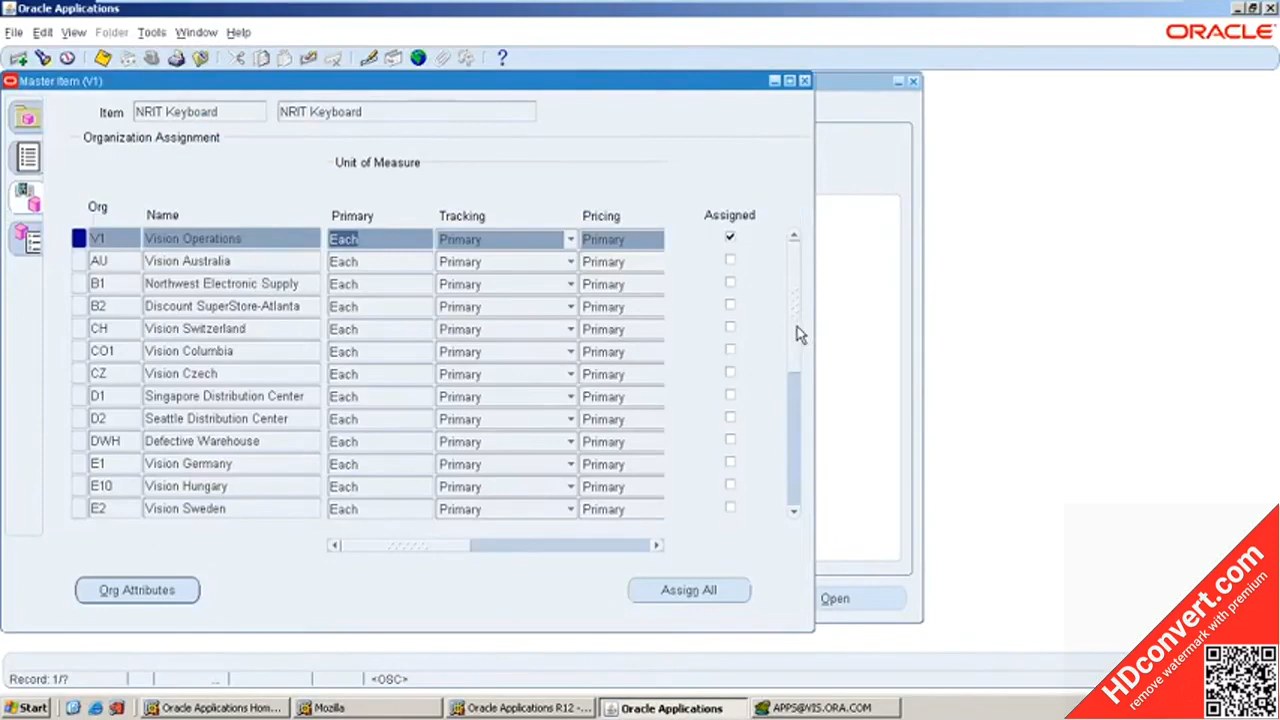 Oracle Applications
File Edit View Folder Tools Window Help
ORACLE
Master Item (V1)
Item NRIT Keyboard NRIT Keyboard
Organization Assignment
Unit of Measure
Org Name Primary Tracking Pricing Assigned
V1 Vision Operations Each Primary Primary
AU Vision Australia Each Primary Primary
B1 Northwest Electronic Supply Each Primary Primary
B2 Discount SuperStore-Atlanta Each Primary Primary
CH Vision Switzerland Each Primary Primary
CO1 Vision Columbia Each Primary Primary
CZ Vision Czech Each Primary Primary
D1 Singapore Distribution Center Each Primary Primary
D2 Seattle Distribution Center Each Primary Primary
DWH Defective Warehouse Each Primary Primary
E1 Vision Germany Each Primary Primary
E10 Vision Hungary Each Primary Primary
E2 Vision Sweden Each Primary Primary
Org Attributes Assign All Open
Record: 1/? ... <OSC>
Start Oracle Applications Hom... Mozilla Oracle Applications R12 -... Oracle Applications APPS@VIS.ORA.COM
HDconvert.com
remove watermark with premium